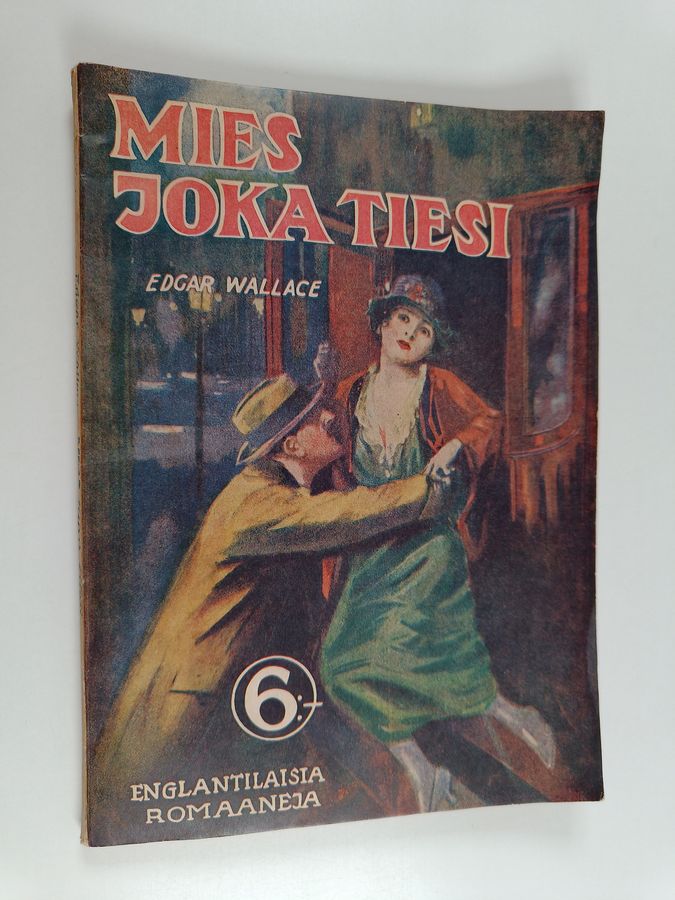 MIES
JOKA TIESI
EDGAR WALLACE
6:-
ENGLANTILAISIA
ROMAANEJA